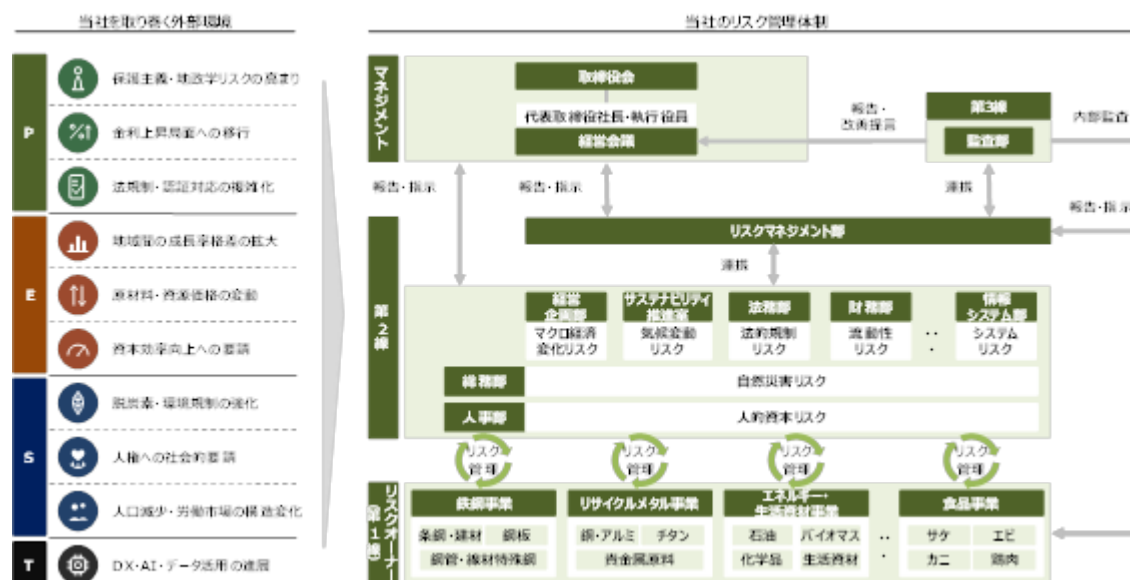 当社を取り巻く外部環境
P
保護主義・地政学リスクの高まり
金利上昇局面への移行
法規制・認証対応の複雑化
E
地域間の成長率格差の拡大
原材料・資源価格の変動
資本効率向上への要請
S
脱炭素・環境規制の強化
人権への社会的要請
人口減少・労働市場の構造変化
T
DX・AI・データ活用の進展
当社のリスク管理体制
マネジメント
取締役会
代表取締役社長・執行役員
経営会議
報告・
改善提言
第3線
監査部
内部監査
報告・指示
報告・指示
連携
報告・指示
リスクマネジメント部
連携
第2線
経営
企画部
マクロ経済
変化リスク
サステナビリティ
推進室
気候変動
リスク
法務部
法的規制
リスク
財務部
流動性
リスク
・・
・
情報
システム部
システム
リスク
総務部
自然災害リスク
人事部
人的資本リスク
リスク
管理
リスク
管理
リスク
管理
リスク
管理
リスクオーナー
(第1線)
鉄鋼事業
条鋼・建材
鋼板
鋼管・線材特殊鋼
リサイクルメタル事業
銅・アルミ
チタン
貴金属原料
エネルギー・
生活資材事業
石油
バイオマス
化学品
生活資材
・・
・
食品事業
サケ
エビ
カニ
鶏肉